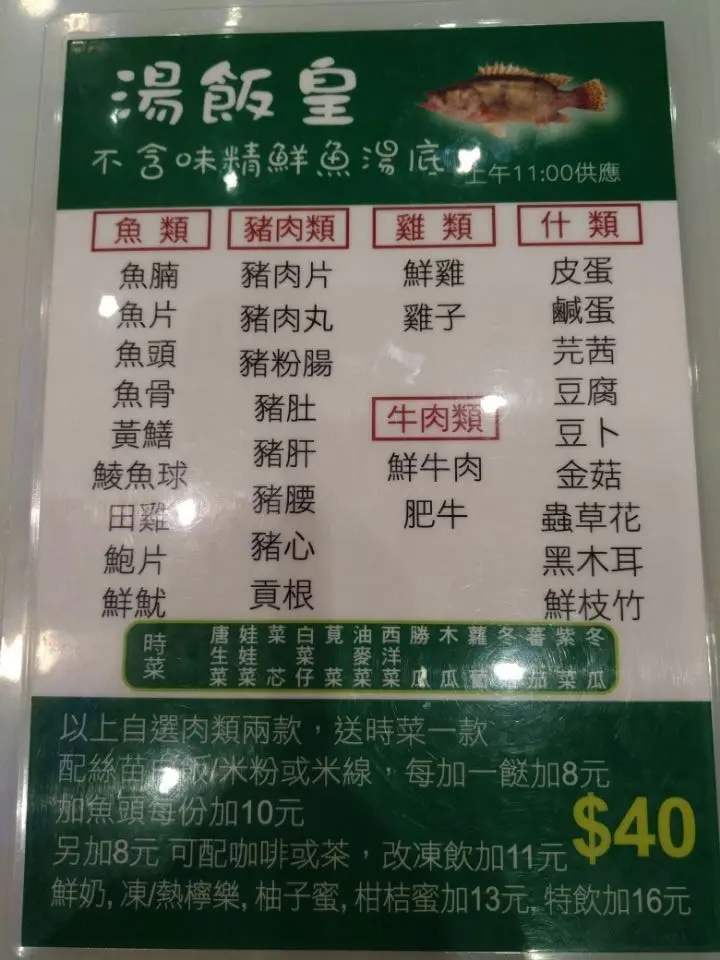 湯飯皇
不含味精鮮魚湯底
上午11:00供應
魚類
魚腩
魚片
魚頭
魚骨
黃鱔
鯪魚球
田雞
鮑片
鮮魷
豬肉類
豬肉片
豬肉丸
豬粉腸
豬肚
豬肝
豬腰
豬心
貢根
雞類
鮮雞
雞子
牛肉類
鮮牛肉
肥牛
什類
皮蛋
鹹蛋
芫茜
豆腐
豆卜
金菇
蟲草花
黑木耳
鮮枝竹
時菜
唐生菜
娃娃菜
菜芯
白菜仔
莧菜
油麥菜
西洋菜
勝瓜
木瓜
蘿
冬
蕃茄
紫菜
冬瓜
以上自選肉類兩款，送時菜一款
配絲苗白飯/米粉或米線，每加一餸加8元
加魚頭每份加10元
$40
另加8元 可配咖啡或茶，改凍飲加11元
鮮奶, 凍/熱檸樂, 柚子蜜, 柑桔蜜加13元, 特飲加16元